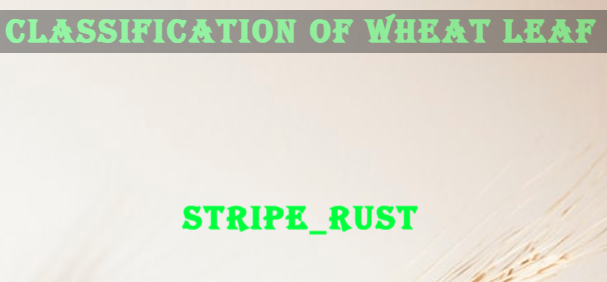 CLASSIFICATION OF WHEAT LEAF
STRIPE_RUST